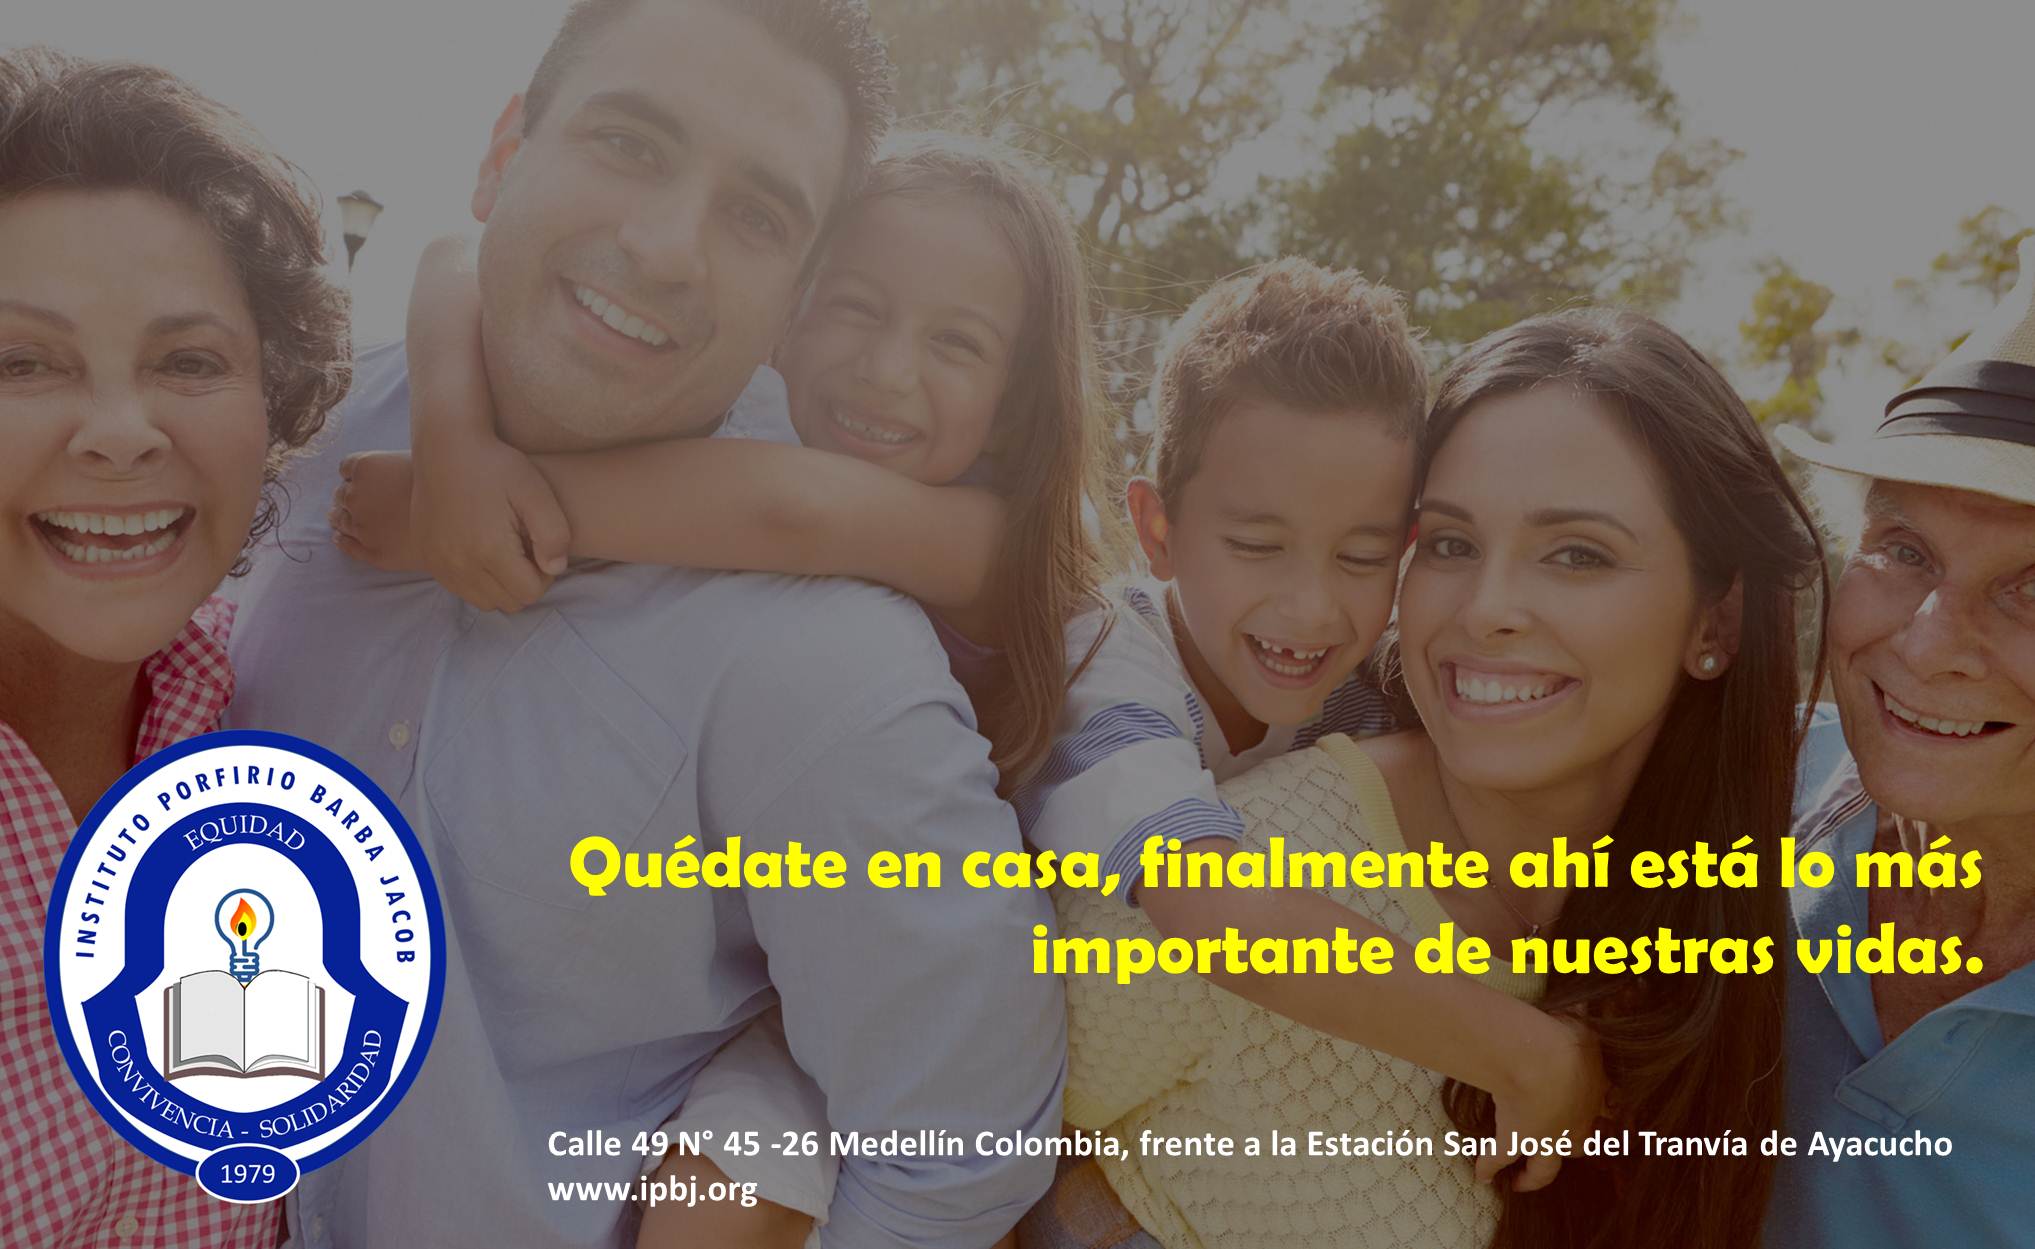 INSTITUTO PORFIRIO BARBA JACOB
EQUIDAD
CONVIVENCIA - SOLIDARIDAD
1979
Quédate en casa, finalmente ahí está lo más
importante de nuestras vidas.
Calle 49 N° 45 -26 Medellín Colombia, frente a la Estación San José del Tranvía de Ayacucho
www.ipbj.org